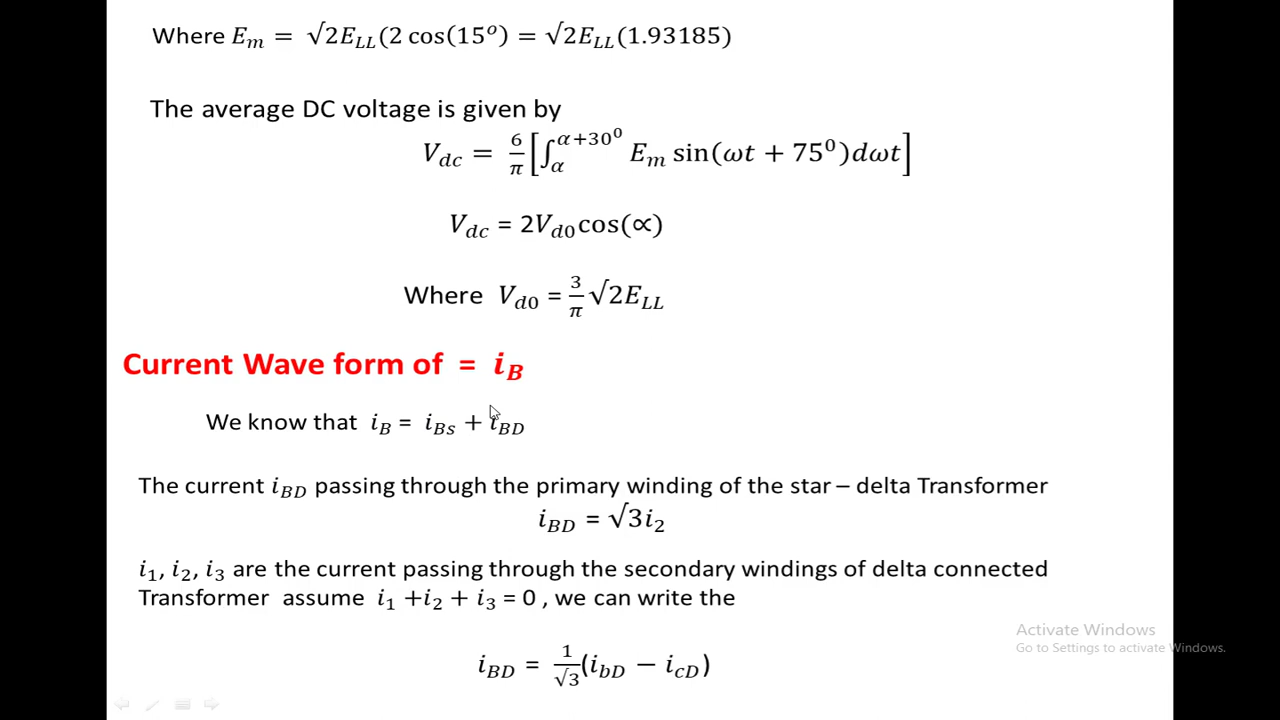 Where E_m = √2E_LL(2 cos(15°) = √2E_LL(1.93185)
The average DC voltage is given by
V_dc = 6/π [∫_α^(α+30⁰) E_m sin(ωt + 75⁰)dωt]
V_dc = 2V_d0 cos(∝)
Where V_d0 = 3/π √2E_LL
Current Wave form of = i_B
We know that i_B = i_Bs + i_BD
The current i_BD passing through the primary winding of the star – delta Transformer
i_BD = √3i_2
i_1, i_2, i_3 are the current passing through the secondary windings of delta connected
Transformer assume i_1 +i_2 + i_3 = 0 , we can write the
Activate Windows
Go to Settings to activate Windows.
i_BD = 1/√3 (i_bD − i_cD)